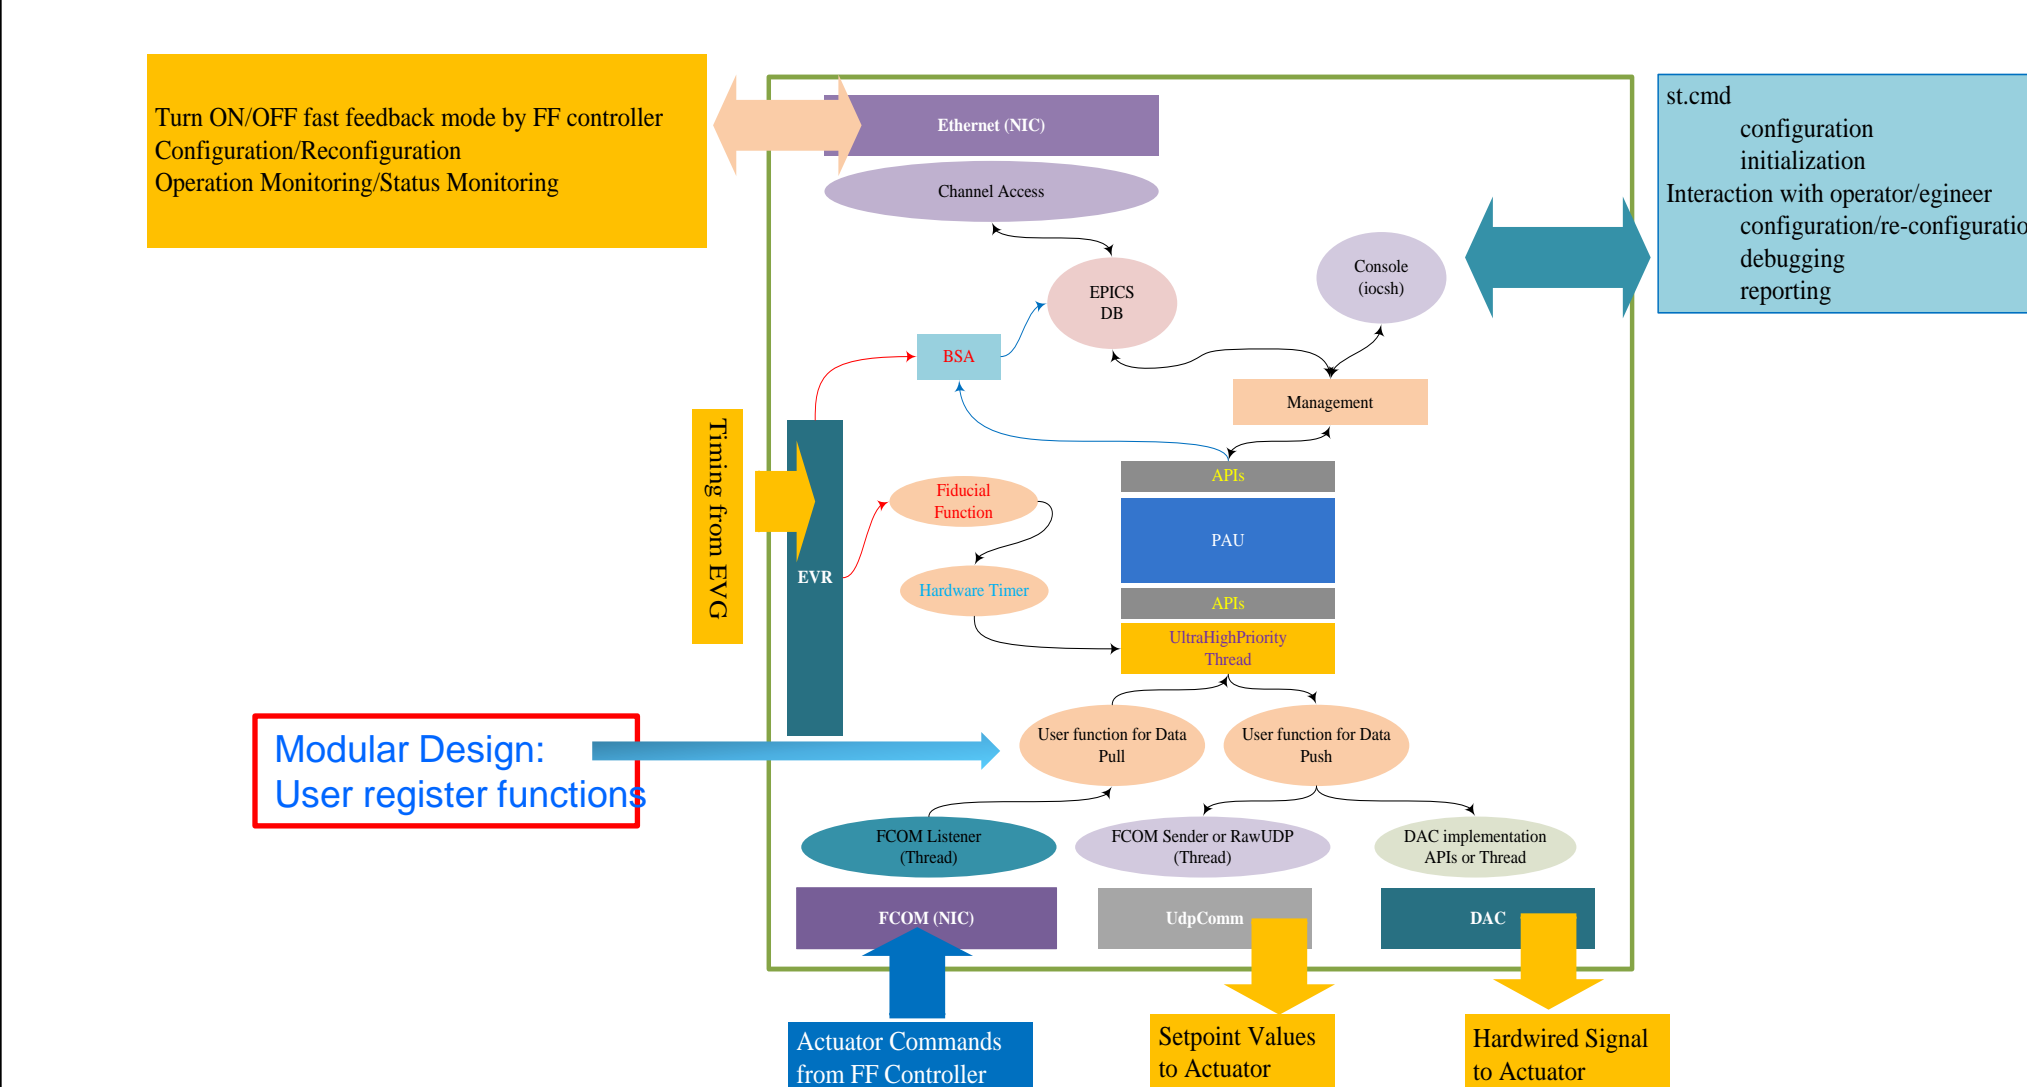 Turn ON/OFF fast feedback mode by FF controller
Configuration/Reconfiguration
Operation Monitoring/Status Monitoring
Ethernet (NIC)
Channel Access
st.cmd
configuration
initialization
Interaction with operator/egineer
configuration/re-configuratio
debugging
reporting
Console
(iocsh)
EPICS
DB
BSA
Management
Timing from EVG
EVR
Fiducial
Function
Hardware Timer
APIs
PAU
APIs
UltraHighPriority
Thread
Modular Design:
User register functions
User function for Data
Pull
User function for Data
Push
FCOM Listener
(Thread)
FCOM Sender or RawUDP
(Thread)
DAC implementation
APIs or Thread
FCOM (NIC)
UdpComm
DAC
Actuator Commands
from FF Controller
Setpoint Values
to Actuator
Hardwired Signal
to Actuator